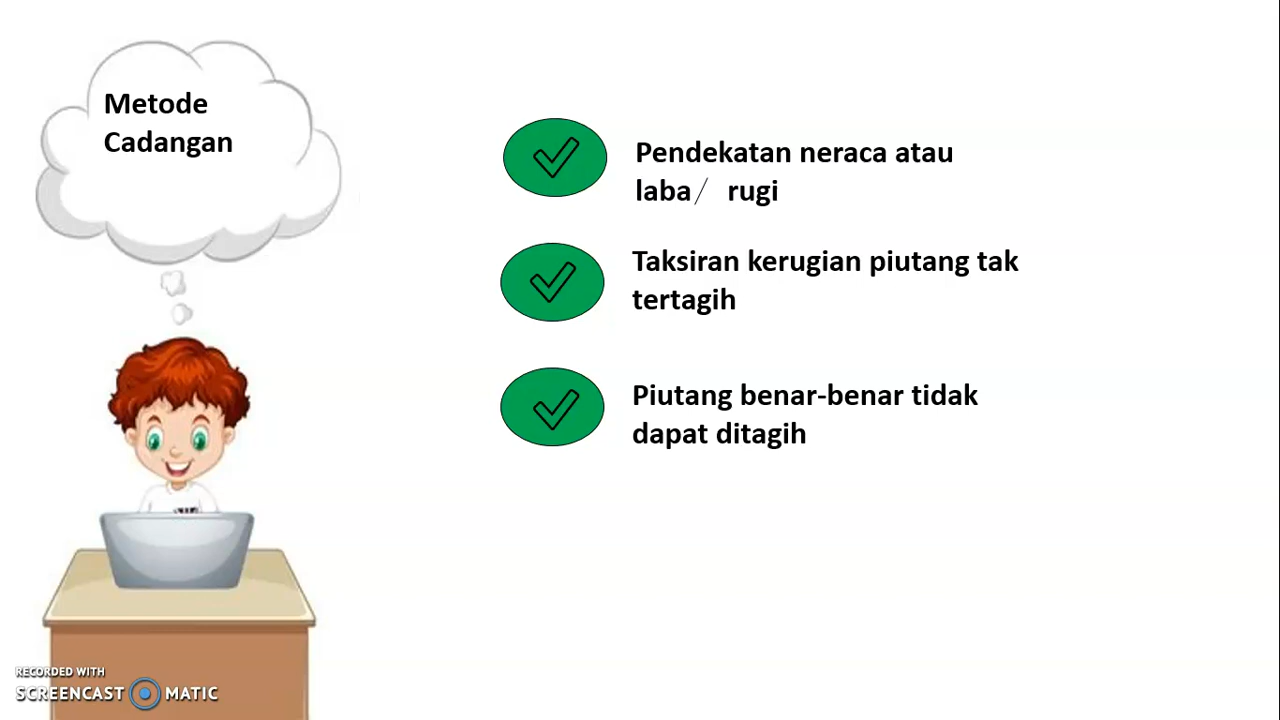 Metode
Cadangan
Pendekatan neraca atau
laba/ rugi
Taksiran kerugian piutang tak
tertagih
Piutang benar-benar tidak
dapat ditagih
RECORDED WITH
SCREENCAST MATIC